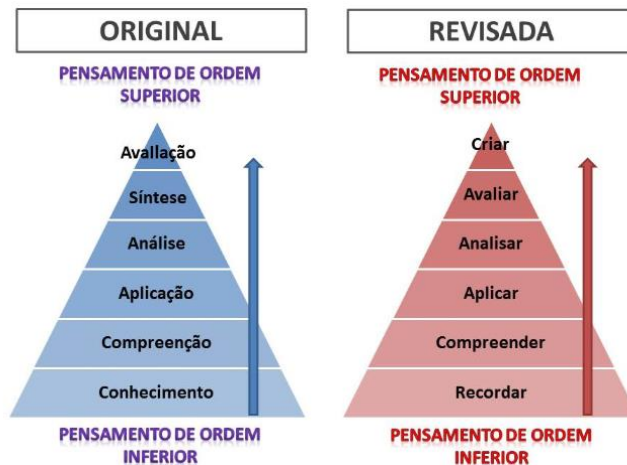 ORIGINAL
PENSAMENTO DE ORDEM
SUPERIOR
Avallação
Síntese
Análise
Aplicação
Compreenção
Conhecimento
PENSAMENTO DE ORDEM
INFERIOR
REVISADA
PENSAMENTO DE ORDEM
SUPERIOR
Criar
Avaliar
Analisar
Aplicar
Compreender
Recordar
PENSAMENTO DE ORDEM
INFERIOR